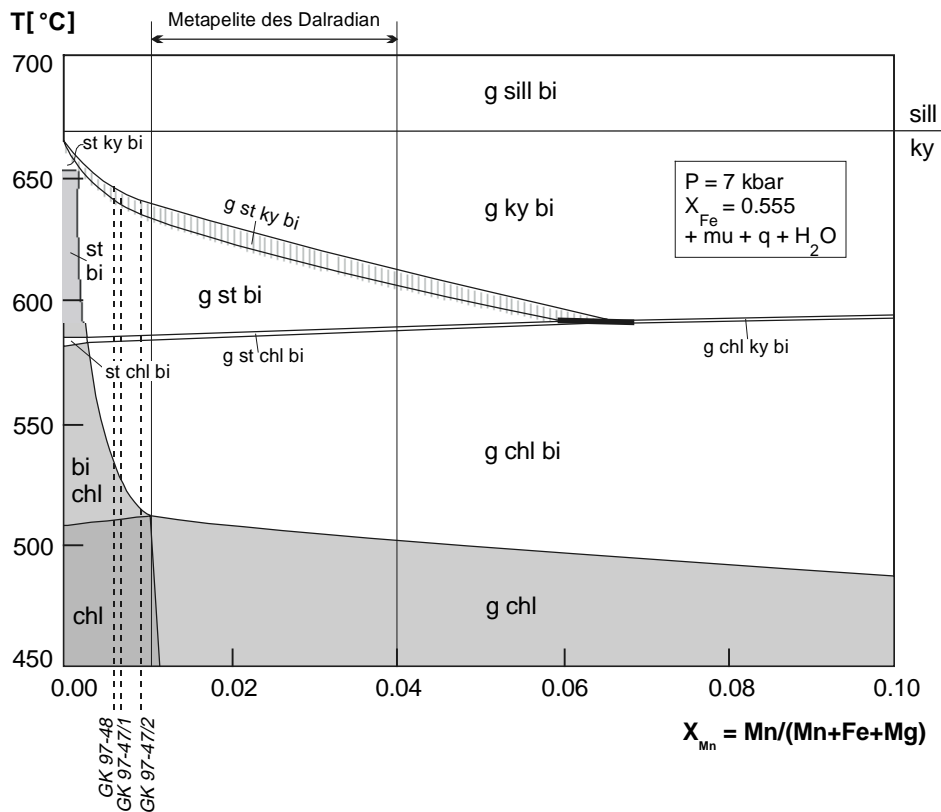 T[ °C]
Metapelite des Dalradian
700
g sill bi
sill
ky
st ky bi
650
g st ky bi
g ky bi
P = 7 kbar
X_Fe = 0.555
+ mu + q + H₂O
st
bi
g st bi
600
g st chl bi
g chl ky bi
st chl bi
550
bi
chl
g chl bi
500
chl
g chl
450
0.00
0.02
0.04
0.06
0.08
0.10
GK 97-48
GK 97-47/1
GK 97-47/2
X_Mn = Mn/(Mn+Fe+Mg)